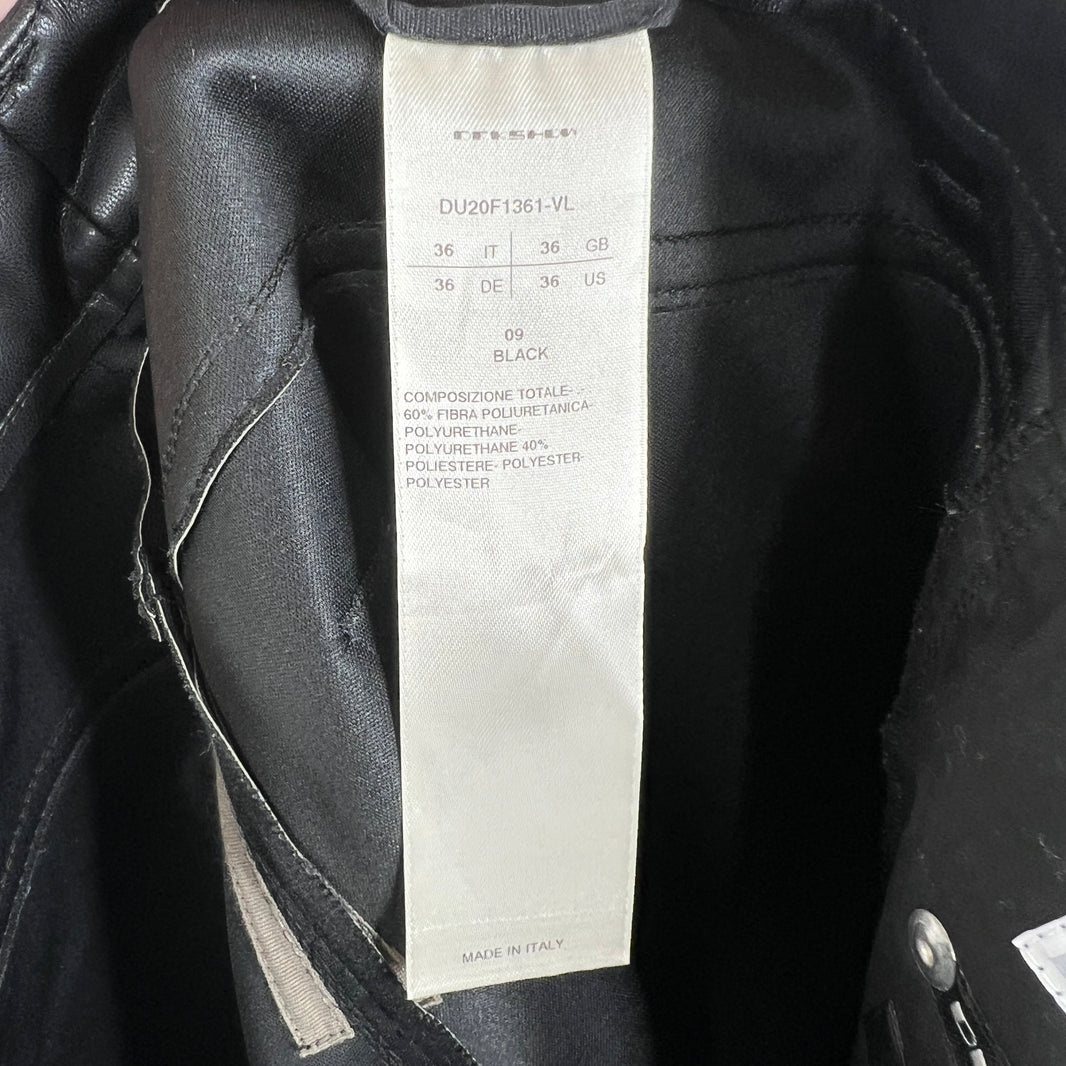 DRKSHDW
DU20F1361-VL
36 IT 36 GB
36 DE 36 US
09
BLACK
COMPOSIZIONE TOTALE- -
60% FIBRA POLIURETANICA-
POLYURETHANE-
POLYURETHANE 40%
POLIESTERE- POLYESTER-
POLYESTER
MADE IN ITALY